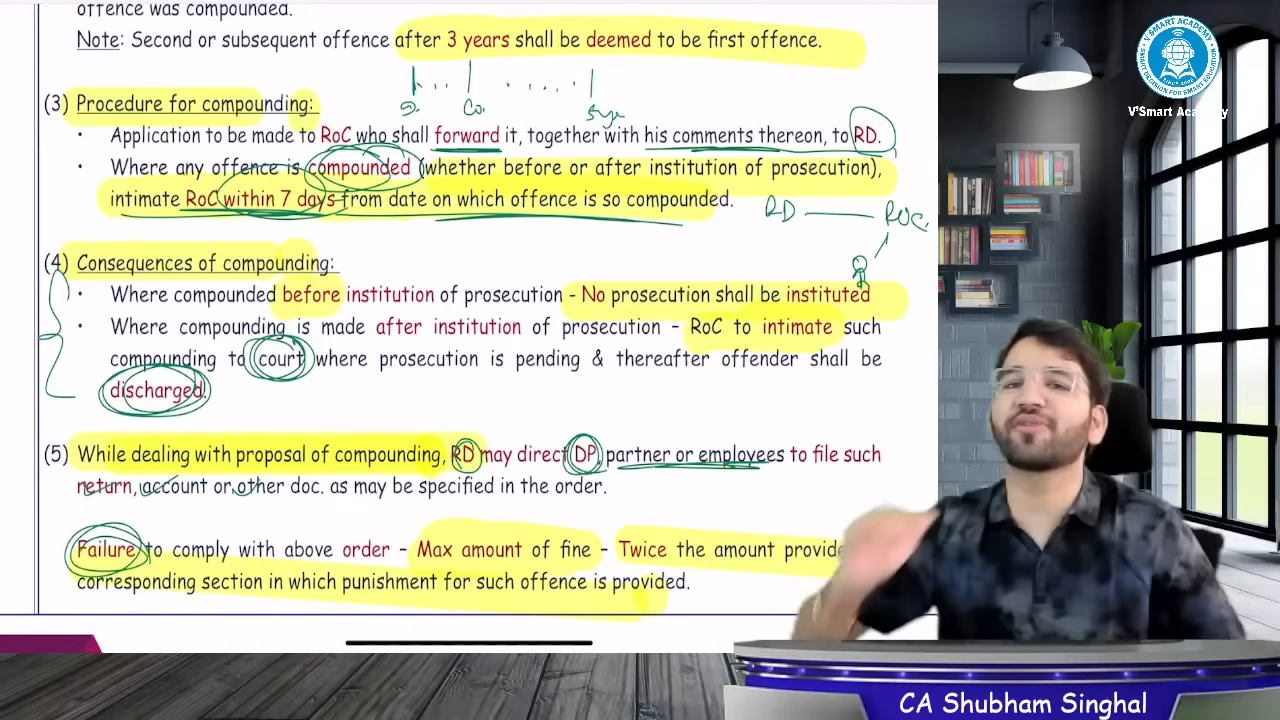 offence was compounded.
Note: Second or subsequent offence after 3 years shall be deemed to be first offence.
(3) Procedure for compounding:
· Application to be made to RoC who shall forward it, together with his comments thereon, to RD.
· Where any offence is compounded (whether before or after institution of prosecution),
intimate RoC within 7 days from date on which offence is so compounded.
RD ROC
(4) Consequences of compounding:
· Where compounded before institution of prosecution - No prosecution shall be instituted
· Where compounding is made after institution of prosecution – RoC to intimate such
compounding to court where prosecution is pending & thereafter offender shall be
discharged.
(5) While dealing with proposal of compounding, RD may direct DP, partner or employees to file such
return, account or other doc. as may be specified in the order.
Failure to comply with above order – Max amount of fine – Twice the amount provide
corresponding section in which punishment for such offence is provided.
V'SMART ACADEMY
V'Smart Academy
CA Shubham Singhal